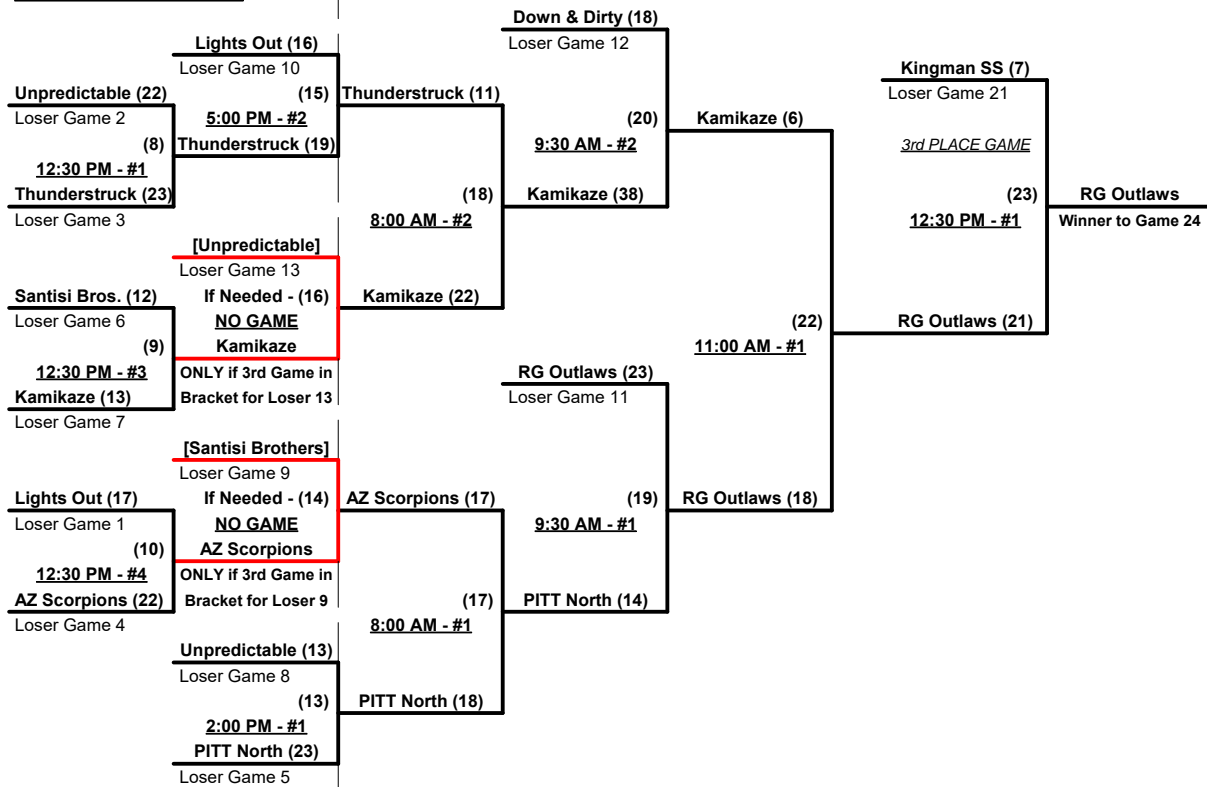 Down & Dirty (18)
Loser Game 12
Lights Out (16)
Loser Game 10
(15)
5:00 PM - #2
Thunderstruck (19)
Unpredictable (22)
Loser Game 2
(8)
12:30 PM - #1
Thunderstruck (23)
Loser Game 3
Thunderstruck (11)
(18)
8:00 AM - #2
Kamikaze (22)
(20)
9:30 AM - #2
Kamikaze (38)
Kamikaze (6)
Kingman SS (7)
Loser Game 21
3rd PLACE GAME
(23)
12:30 PM - #1
RG Outlaws
Winner to Game 24
[Unpredictable]
Loser Game 13
If Needed - (16)
NO GAME
Kamikaze
ONLY if 3rd Game in
Bracket for Loser 13
Santisi Bros. (12)
Loser Game 6
(9)
12:30 PM - #3
Kamikaze (13)
Loser Game 7
(22)
11:00 AM - #1
RG Outlaws (21)
RG Outlaws (23)
Loser Game 11
(19)
9:30 AM - #1
RG Outlaws (18)
[Santisi Brothers]
Loser Game 9
If Needed - (14)
NO GAME
AZ Scorpions
ONLY if 3rd Game in
Bracket for Loser 9
Lights Out (17)
Loser Game 1
(10)
12:30 PM - #4
AZ Scorpions (22)
Loser Game 4
AZ Scorpions (17)
(17)
8:00 AM - #1
PITT North (14)
PITT North (18)
Unpredictable (13)
Loser Game 8
(13)
2:00 PM - #1
PITT North (23)
Loser Game 5